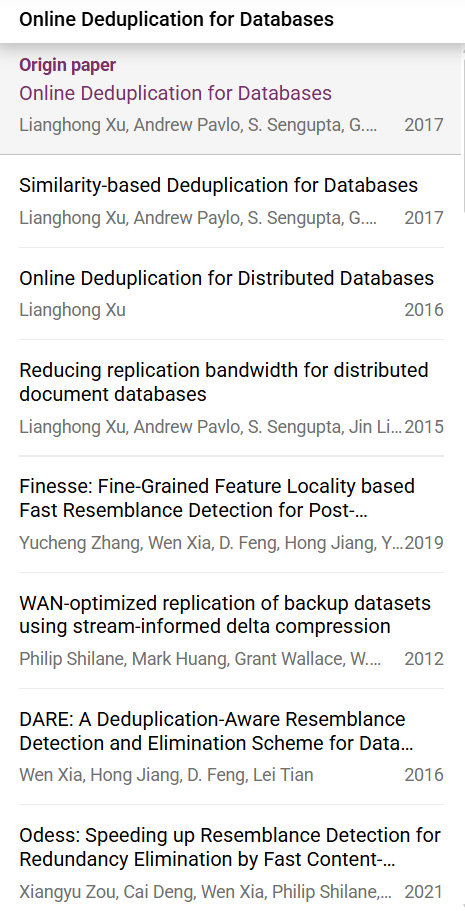 Online Deduplication for Databases
Origin paper
Online Deduplication for Databases
Lianghong Xu, Andrew Pavlo, S. Sengupta, G.... 2017
Similarity-based Deduplication for Databases
Lianghong Xu, Andrew Paylo, S. Sengupta, G.... 2017
Online Deduplication for Distributed Databases
Lianghong Xu 2016
Reducing replication bandwidth for distributed
document databases
Lianghong Xu, Andrew Pavlo, S. Sengupta, Jin Li... 2015
Finesse: Fine-Grained Feature Locality based
Fast Resemblance Detection for Post-...
Yucheng Zhang, Wen Xia, D. Feng, Hong Jiang, Y... 2019
WAN-optimized replication of backup datasets
using stream-informed delta compression
Philip Shilane, Mark Huang, Grant Wallace, W.... 2012
DARE: A Deduplication-Aware Resemblance
Detection and Elimination Scheme for Data...
Wen Xia, Hong Jiang, D. Feng, Lei Tian 2016
Odess: Speeding up Resemblance Detection for
Redundancy Elimination by Fast Content-...
Xiangyu Zou, Cai Deng, Wen Xia, Philip Shilane,... 2021